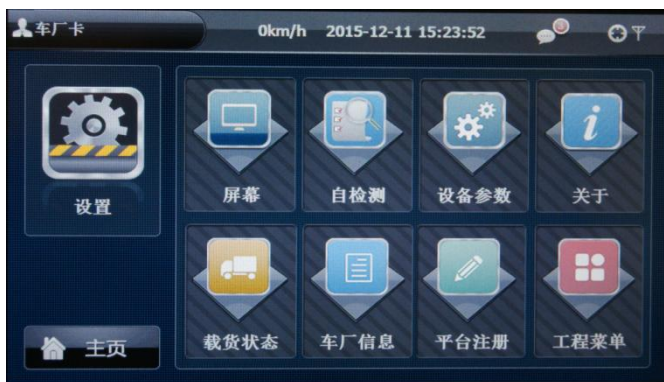 车厂卡
0km/h 2015-12-11 15:23:52
设置
屏幕
自检测
设备参数
关于
载货状态
车厂信息
平台注册
工程菜单
主页